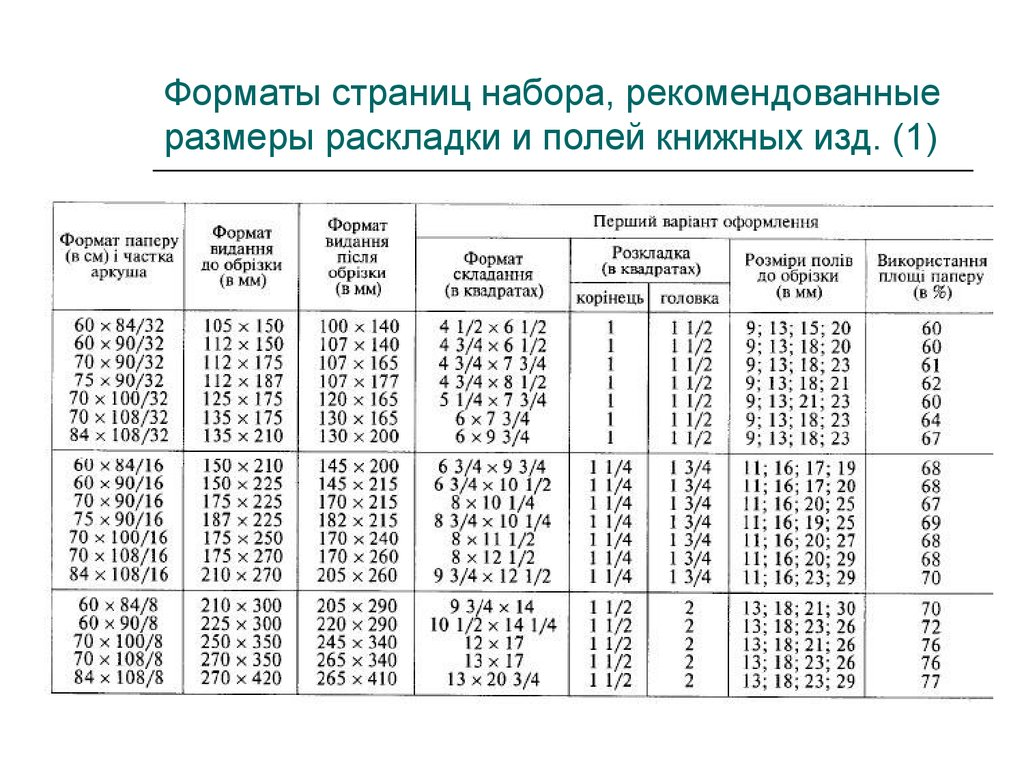 Форматы страниц набора, рекомендованные
размеры раскладки и полей книжных изд. (1)
Формат паперу (в см) і частка аркуша | Формат видання до обрізки (в мм) | Формат видання після обрізки (в мм) | Перший варіант оформлення
Формат складання (в квадратах) | Розкладка (в квадратах) | Розміри полів до обрізки (в мм) | Використання площі паперу (в %)
корінець | головка
60 × 84/32 | 105 × 150 | 100 × 140 | 4 1/2 × 6 1/2 | 1 | 1 1/2 | 9; 13; 15; 20 | 60
60 × 90/32 | 112 × 150 | 107 × 140 | 4 3/4 × 6 1/2 | 1 | 1 1/2 | 9; 13; 18; 20 | 60
70 × 90/32 | 112 × 175 | 107 × 165 | 4 3/4 × 7 3/4 | 1 | 1 1/2 | 9; 13; 18; 23 | 61
75 × 90/32 | 112 × 187 | 107 × 177 | 4 3/4 × 8 1/2 | 1 | 1 1/2 | 9; 13; 18; 21 | 62
70 × 100/32 | 125 × 175 | 120 × 165 | 5 1/4 × 7 3/4 | 1 | 1 1/2 | 9; 13; 21; 23 | 60
70 × 108/32 | 135 × 175 | 130 × 165 | 6 × 7 3/4 | 1 | 1 1/2 | 9; 13; 18; 23 | 64
84 × 108/32 | 135 × 210 | 130 × 200 | 6 × 9 3/4 | 1 | 1 1/2 | 9; 13; 18; 23 | 67
60 × 84/16 | 150 × 210 | 145 × 200 | 6 3/4 × 9 3/4 | 1 1/4 | 1 3/4 | 11; 16; 17; 19 | 68
60 × 90/16 | 150 × 225 | 145 × 215 | 6 3/4 × 10 1/2 | 1 1/4 | 1 3/4 | 11; 16; 17; 20 | 68
70 × 90/16 | 175 × 225 | 170 × 215 | 8 × 10 1/4 | 1 1/4 | 1 3/4 | 11; 16; 20; 25 | 67
75 × 90/16 | 187 × 225 | 182 × 215 | 8 3/4 × 10 1/4 | 1 1/4 | 1 3/4 | 11; 16; 19; 25 | 69
70 × 100/16 | 175 × 250 | 170 × 240 | 8 × 11 1/2 | 1 1/4 | 1 3/4 | 11; 16; 20; 27 | 68
70 × 108/16 | 175 × 270 | 170 × 260 | 8 × 12 1/2 | 1 1/4 | 1 3/4 | 11; 16; 20; 29 | 68
84 × 108/16 | 210 × 270 | 205 × 260 | 9 3/4 × 12 1/2 | 1 1/4 | 1 3/4 | 11; 16; 23; 29 | 70
60 × 84/8 | 210 × 300 | 205 × 290 | 9 3/4 × 14 | 1 1/2 | 2 | 13; 18; 21; 30 | 70
60 × 90/8 | 225 × 300 | 220 × 290 | 10 1/2 × 14 1/4 | 1 1/2 | 2 | 13; 18; 23; 26 | 72
70 × 100/8 | 250 × 350 | 245 × 340 | 12 × 17 | 1 1/2 | 2 | 13; 18; 21; 26 | 76
70 × 108/8 | 270 × 350 | 265 × 340 | 13 × 17 | 1 1/2 | 2 | 13; 18; 23; 26 | 76
84 × 108/8 | 270 × 420 | 265 × 410 | 13 × 20 3/4 | 1 1/2 | 2 | 13; 18; 23; 29 | 77